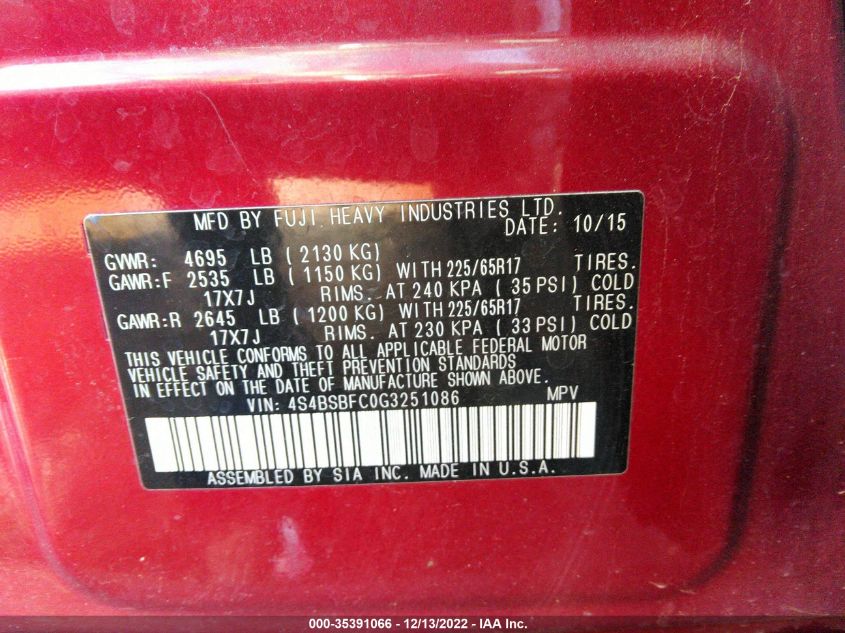 MFD BY FUJI HEAVY INDUSTRIES LTD.
DATE: 10/15
GVWR: 4695 LB ( 2130 KG)
GAWR:F 2535 LB ( 1150 KG) WITH 225/65R17 TIRES.
17X7J RIMS. AT 240 KPA ( 35 PSI) COLD
GAWR:R 2645 LB ( 1200 KG) WITH 225/65R17 TIRES.
17X7J RIMS. AT 230 KPA ( 33 PSI) COLD
THIS VEHICLE CONFORMS TO ALL APPLICABLE FEDERAL MOTOR
VEHICLE SAFETY AND THEFT PREVENTION STANDARDS
IN EFFECT ON THE DATE OF MANUFACTURE SHOWN ABOVE.
VIN: 4S4BSBFC0G3251086 MPV
ASSEMBLED BY SIA INC. MADE IN U.S.A.
000-35391066 - 12/13/2022 - IAA Inc.